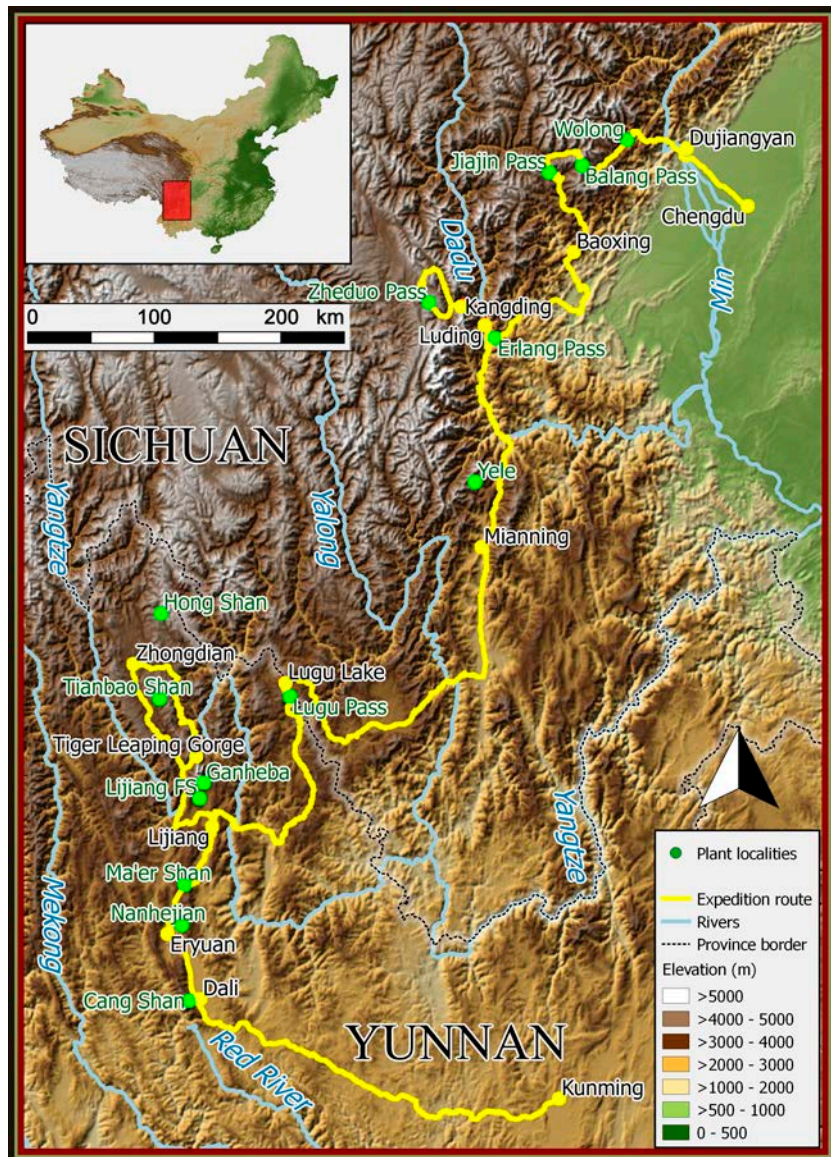 Wolong
Dujiangyan
Jiajin Pass
Balang Pass
Chengdu
Dadu
Baoxing
Min
Zheduo Pass
Kangding
0 100 200 km
Luding
Erlang Pass
SICHUAN
Yele
Yangtze
Yalong
Mianning
Hong Shan
Zhongdian
Lugu Lake
Tianbao Shan
Lugu Pass
Tiger Leaping Gorge
Ganheba
Lijiang FS
Yangtze
Lijiang
Plant localities
Ma'er Shan
Expedition route
Mekong
Nanhejian
Rivers
Eryuan
Province border
Elevation (m)
Dali
Cang Shan
>5000
>4000 - 5000
YUNNAN
>3000 - 4000
Red River
>2000 - 3000
Kunming
>1000 - 2000
>500 - 1000
0 - 500